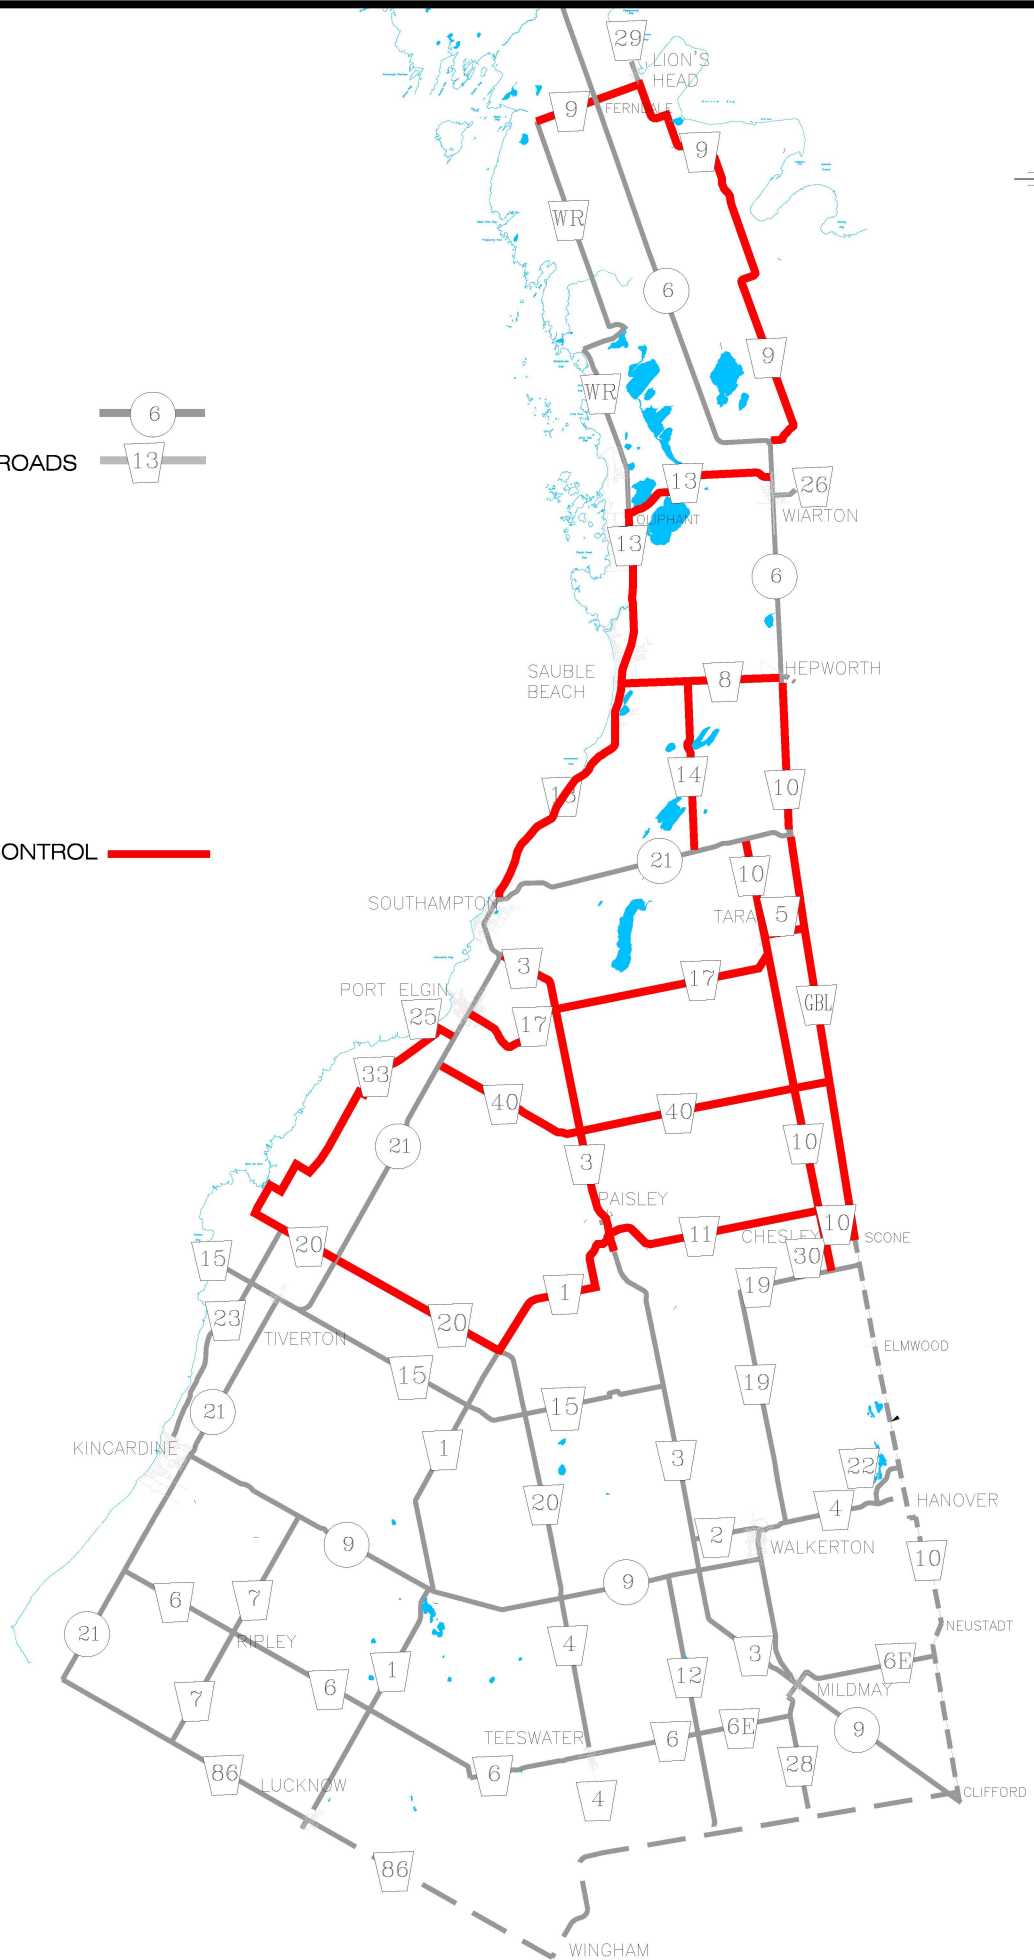 29
LION'S
HEAD
9
FERNDALE
9
WR
6
9
WR
6
ROADS
13
13
26
OLIPHANT
WIARTON
13
6
SAUBLE
BEACH
8
HEPWORTH
14
10
13
ONTROL
21
10
SOUTHAMPTON
TARA
5
3
17
PORT ELGIN
25
17
GBL
33
40
40
21
10
3
PAISLEY
11
CHESLEY
10
SCONE
20
30
15
19
1
23
20
TIVERTON
ELMWOOD
15
19
15
21
KINCARDINE
1
3
22
20
4
HANOVER
2
9
WALKERTON
10
9
6
7
21
RIPLEY
4
NEUSTADT
3
6E
1
12
6
7
MILDMAY
6E
9
TEESWATER
6
28
86
LUCKNOW
6
4
CLIFFORD
86
WINGHAM